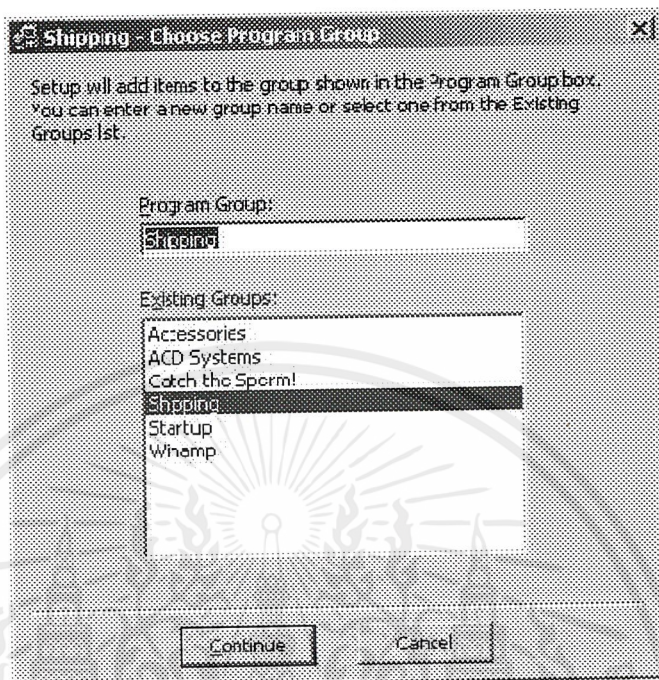 Shipping - Choose Program Group
Setup will add items to the group shown in the Program Group box.
You can enter a new group name or select one from the Existing
Groups list.
Program Group:
Shipping
Existing Groups:
Accessories
ACD Systems
Catch the Sperm!
Shipping
Startup
Winamp
Continue
Cancel